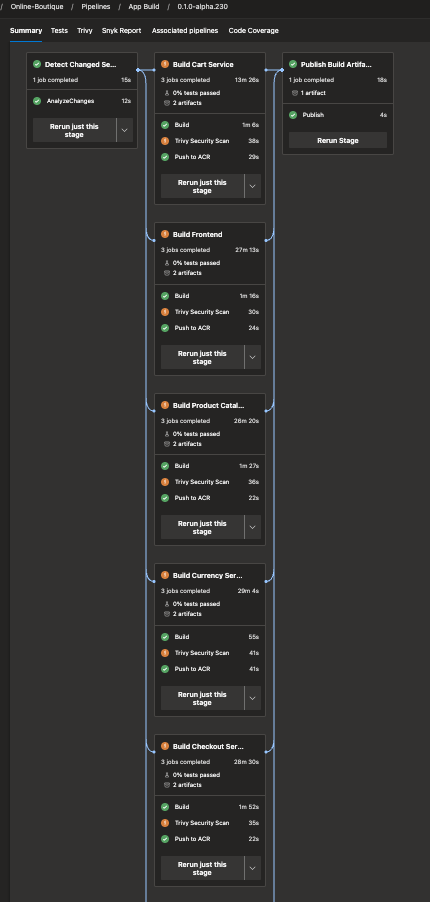 / Online-Boutique / Pipelines / App Build / 0.1.0-alpha.230
Summary Tests Trivy Snyk Report Associated pipelines Code Coverage
Detect Changed Se...
1 job completed 15s
AnalyzeChanges 12s
Rerun just this
stage
Build Cart Service
3 jobs completed 13m 26s
0% tests passed
2 artifacts
Build 1m 6s
Trivy Security Scan 38s
Push to ACR 29s
Rerun just this
stage
Publish Build Artifa...
1 job completed 18s
1 artifact
Publish 4s
Rerun Stage
Build Frontend
3 jobs completed 27m 13s
0% tests passed
2 artifacts
Build 1m 16s
Trivy Security Scan 30s
Push to ACR 24s
Rerun just this
stage
Build Product Catal...
3 jobs completed 26m 20s
0% tests passed
2 artifacts
Build 1m 27s
Trivy Security Scan 36s
Push to ACR 22s
Rerun just this
stage
Build Currency Ser...
3 jobs completed 29m 4s
0% tests passed
2 artifacts
Build 55s
Trivy Security Scan 41s
Push to ACR 41s
Rerun just this
stage
Build Checkout Ser...
3 jobs completed 28m 30s
0% tests passed
2 artifacts
Build 1m 52s
Trivy Security Scan 35s
Push to ACR 22s
Rerun just this
stage